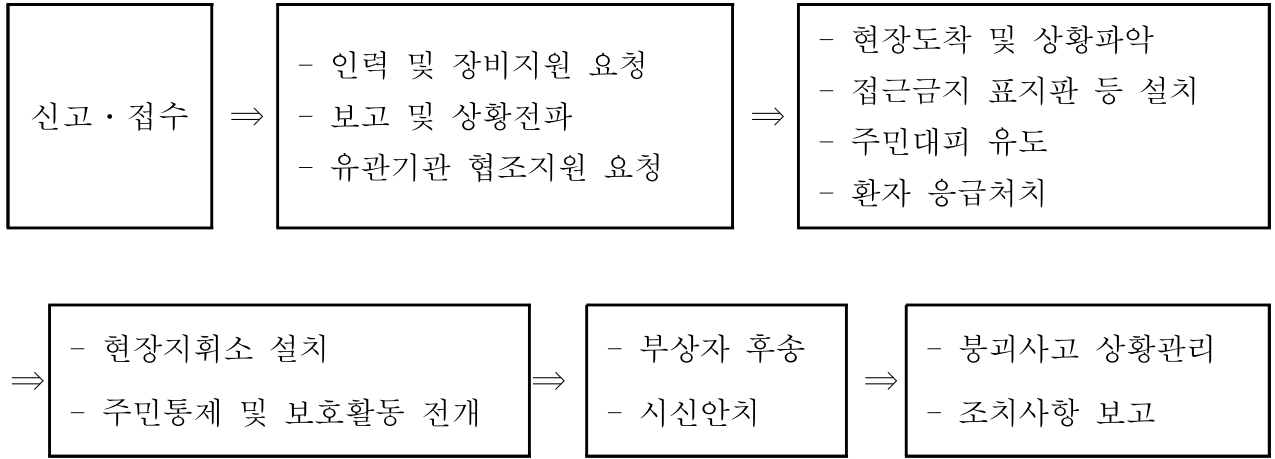 신고·접수
⇒
- 인력 및 장비지원 요청
- 보고 및 상황전파
- 유관기관 협조지원 요청
⇒
- 현장도착 및 상황파악
- 접근금지 표지판 등 설치
- 주민대피 유도
- 환자 응급처치
⇒
- 현장지휘소 설치
- 주민통제 및 보호활동 전개
⇒
- 부상자 후송
- 시신안치
⇒
- 붕괴사고 상황관리
- 조치사항 보고